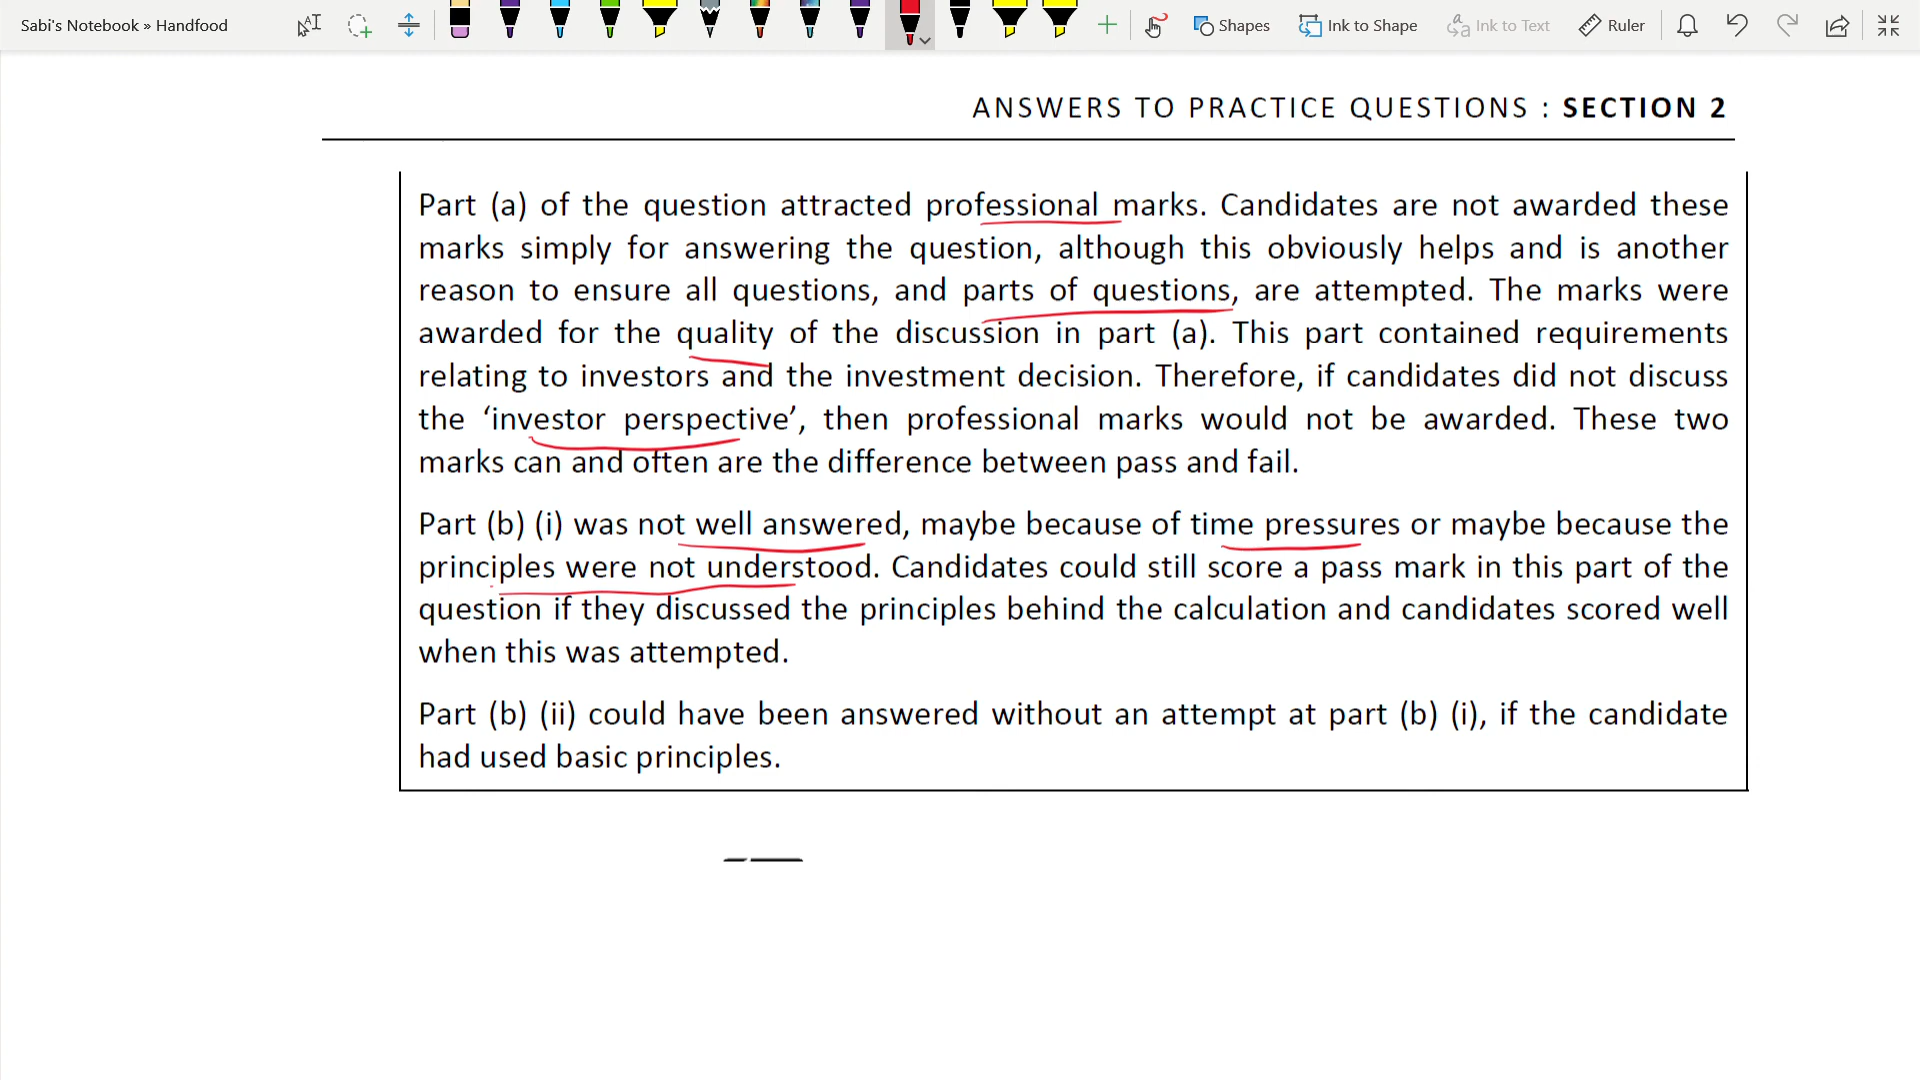 Sabi's Notebook » Handfood
Shapes
Ink to Shape
Ink to Text
Ruler
ANSWERS TO PRACTICE QUESTIONS : SECTION 2
Part (a) of the question attracted professional marks. Candidates are not awarded these
marks simply for answering the question, although this obviously helps and is another
reason to ensure all questions, and parts of questions, are attempted. The marks were
awarded for the quality of the discussion in part (a). This part contained requirements
relating to investors and the investment decision. Therefore, if candidates did not discuss
the ‘investor perspective’, then professional marks would not be awarded. These two
marks can and often are the difference between pass and fail.
Part (b) (i) was not well answered, maybe because of time pressures or maybe because the
principles were not understood. Candidates could still score a pass mark in this part of the
question if they discussed the principles behind the calculation and candidates scored well
when this was attempted.
Part (b) (ii) could have been answered without an attempt at part (b) (i), if the candidate
had used basic principles.